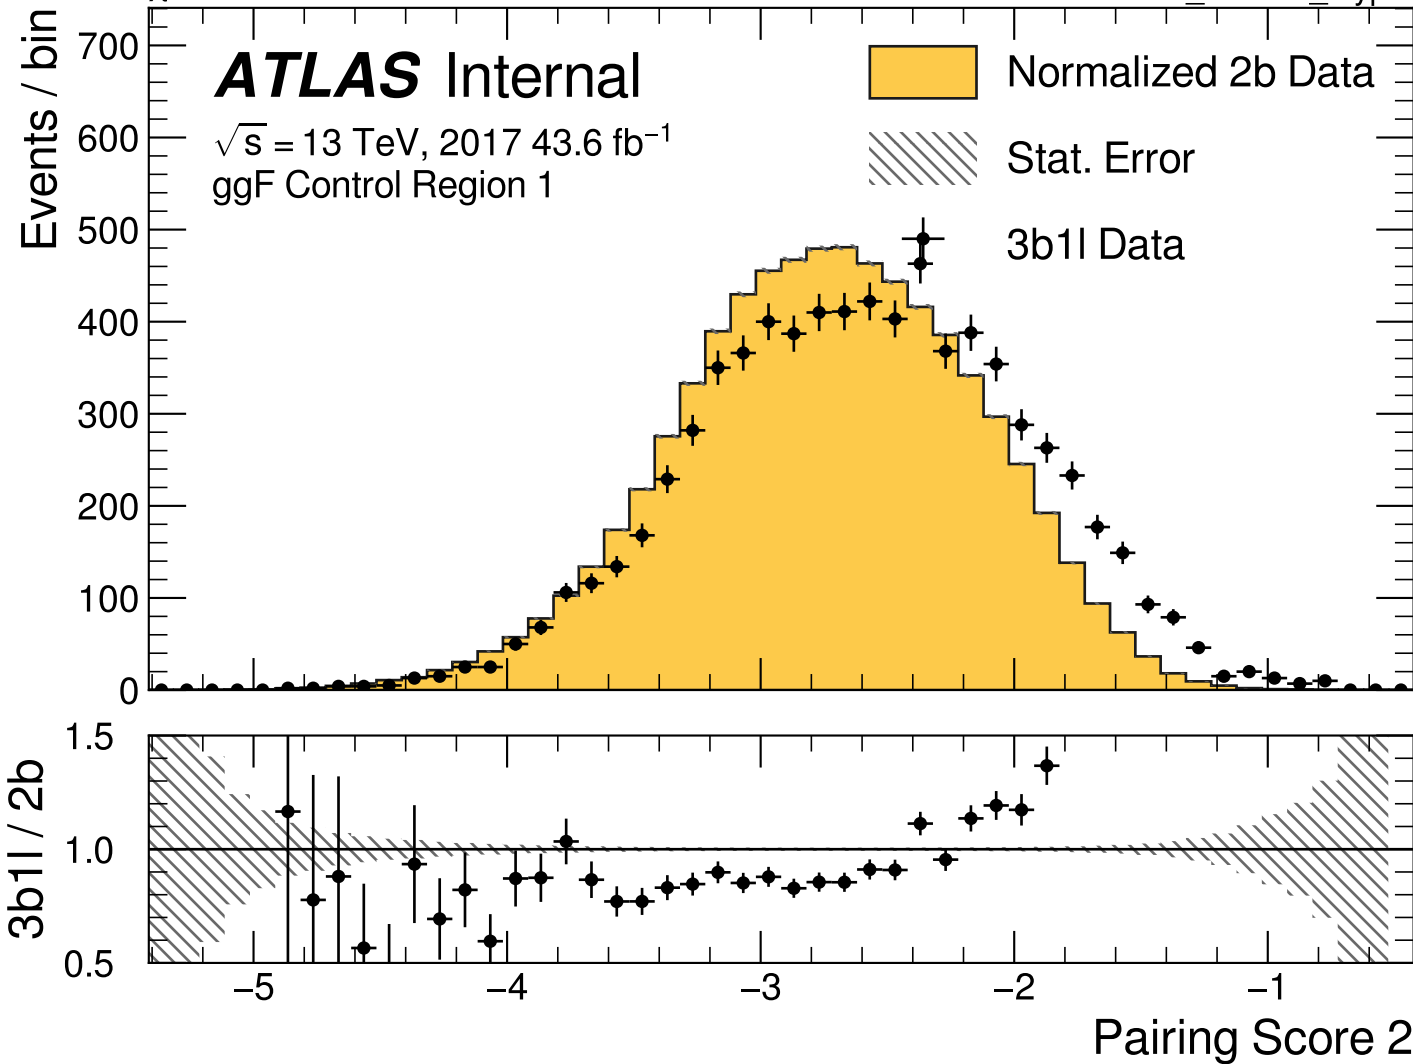 Events / bin
700
600
500
400
300
200
100
0
ATLAS Internal
√s = 13 TeV, 2017 43.6 fb⁻¹
ggF Control Region 1
Normalized 2b Data
Stat. Error
3b1l Data
3b1l / 2b
1.5
1.0
0.5
−5 −4 −3 −2 −1
Pairing Score 2